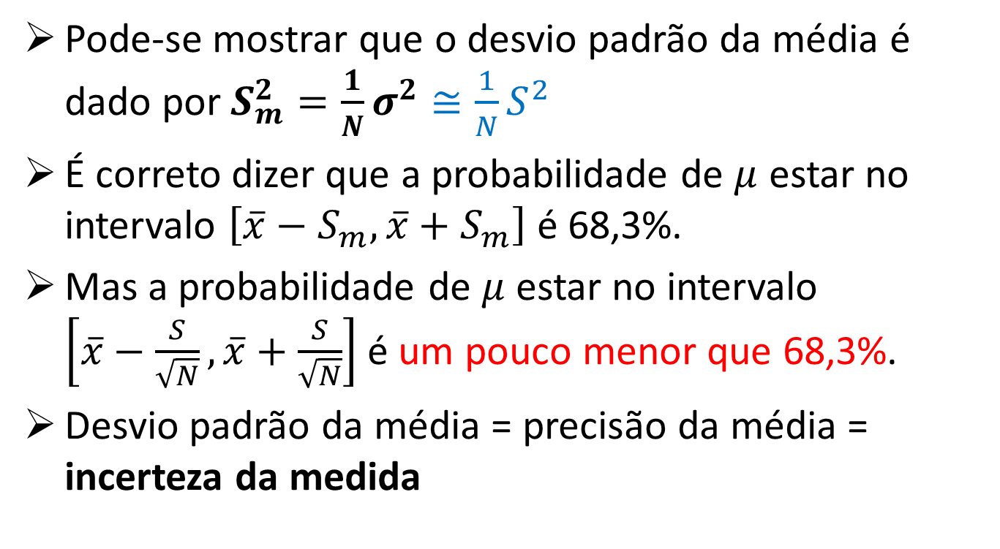 ➢ Pode-se mostrar que o desvio padrão da média é
dado por $\boldsymbol{S_m^2 = \frac{1}{N}\sigma^2} \cong \frac{1}{N}S^2$
➢ É correto dizer que a probabilidade de $\mu$ estar no
intervalo $[\bar{x} - S_m, \bar{x} + S_m]$ é 68,3%.
➢ Mas a probabilidade de $\mu$ estar no intervalo
$\left[\bar{x} - \frac{S}{\sqrt{N}}, \bar{x} + \frac{S}{\sqrt{N}}\right]$ é um pouco menor que 68,3%.
➢ Desvio padrão da média = precisão da média =
incerteza da medida